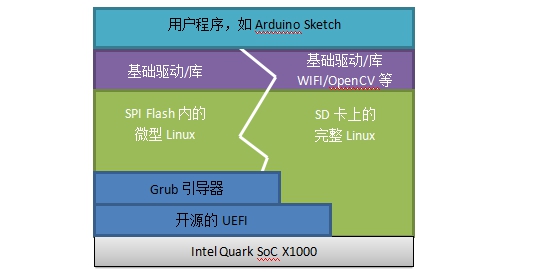 用户程序，如 Arduino Sketch
基础驱动/库
基础驱动/库
WIFI/OpenCV 等
SPI Flash 内的
微型 Linux
SD 卡上的
完整 Linux
Grub 引导器
开源的 UEFI
Intel Quark SoC X1000